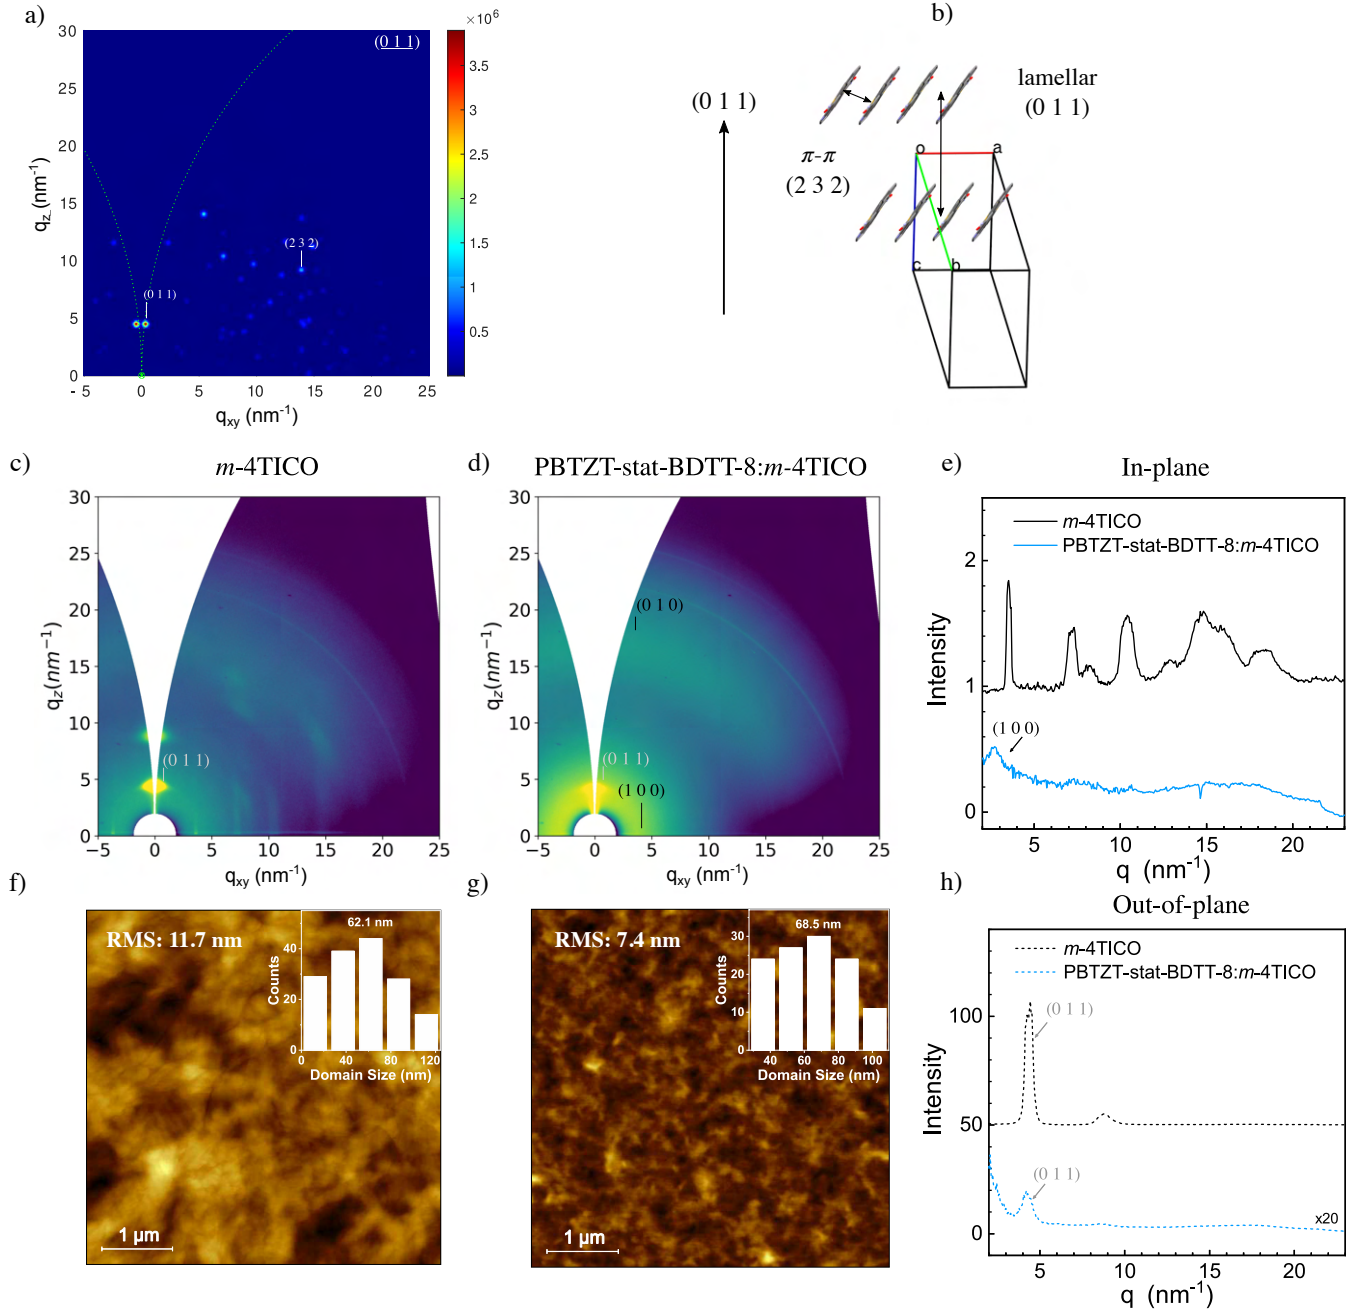 a)
×10⁶
(0 1 1)
30
25
20
15
10
5
0
q_z (nm⁻¹)
- 5
0
5
10
15
20
25
q_xy (nm⁻¹)
(2 3 2)
(0 1 1)
3.5
3
2.5
2
1.5
1
0.5
b)
lamellar
(0 1 1)
(0 1 1)
π-π
(2 3 2)
o
a
c
b
c)
m-4TICO
30
25
20
15
10
5
0
q_z(nm⁻¹)
(0 1 1)
−5
0
5
10
15
20
25
q_xy (nm⁻¹)
d)
PBTZT-stat-BDTT-8:m-4TICO
30
25
20
15
10
5
0
q_z(nm⁻¹)
(0 1 0)
(0 1 1)
(1 0 0)
−5
0
5
10
15
20
25
q_xy (nm⁻¹)
e)
In-plane
m-4TICO
PBTZT-stat-BDTT-8:m-4TICO
(1 0 0)
Intensity
2
1
0
5
10
15
20
q (nm⁻¹)
f)
RMS: 11.7 nm
62.1 nm
Counts
40
20
0
0
40
80
120
Domain Size (nm)
1 µm
g)
RMS: 7.4 nm
68.5 nm
Counts
30
20
10
0
40
60
80
100
Domain Size (nm)
1 µm
h)
Out-of-plane
m-4TICO
PBTZT-stat-BDTT-8:m-4TICO
(0 1 1)
(0 1 1)
x20
Intensity
100
50
0
5
10
15
20
q (nm⁻¹)